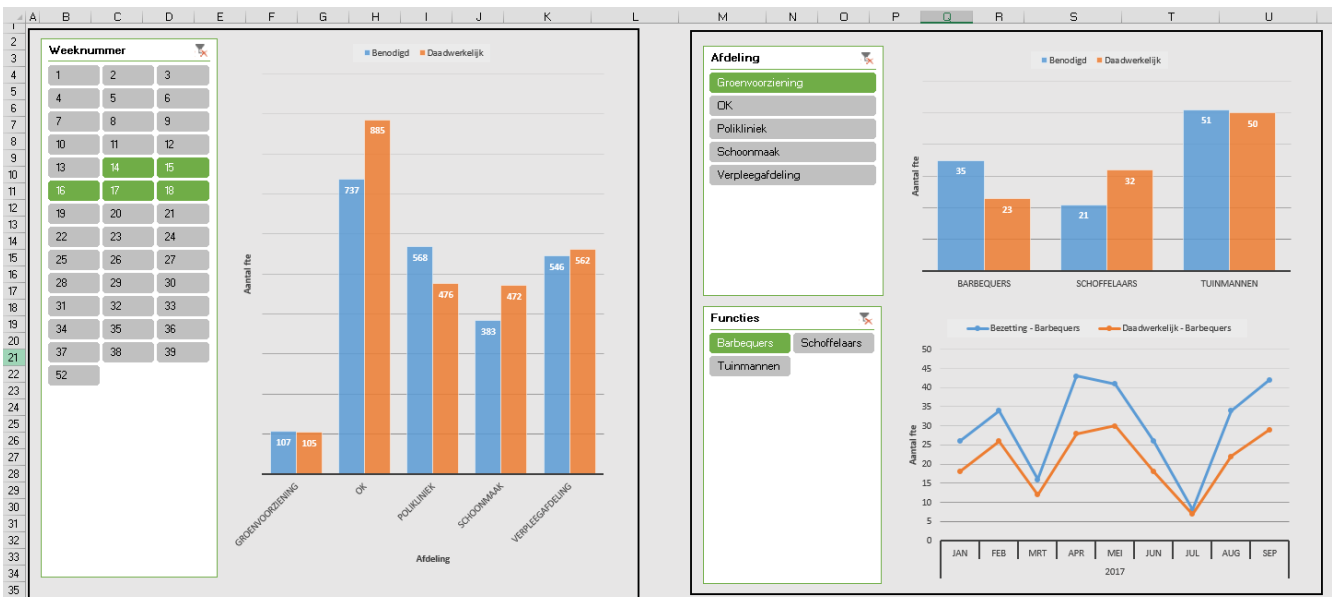 A B C D E F G H I J K L M N O P Q R S T U
1
2
3
4
5
6
7
8
9
10
11
12
13
14
15
16
17
18
19
20
21
22
23
24
25
26
27
28
29
30
31
32
33
34
35
Weeknummer
1 2 3
4 5 6
7 8 9
10 11 12
13 14 15
16 17 18
19 20 21
22 23 24
25 26 27
28 29 30
31 32 33
34 35 36
37 38 39
52
Benodigd Daadwerkelijk
Aantal fte
107 105
737 885
568 476
383 472
546 562
GROENVOORZIENING OK POLIKLINIEK SCHOONMAAK VERPLEEGAFDELING
Afdeling
Afdeling
Groenvoorziening
OK
Polikliniek
Schoonmaak
Verpleegafdeling
Benodigd Daadwerkelijk
Aantal fte
35 23
21 32
51 50
BARBEQUERS SCHOFFELAARS TUINMANNEN
Functies
Barbequers Schoffelaars
Tuinmannen
Bezetting - Barbequers Daadwerkelijk - Barbequers
Aantal fte
50
45
40
35
30
25
20
15
10
5
0
JAN FEB MRT APR MEI JUN JUL AUG SEP
2017